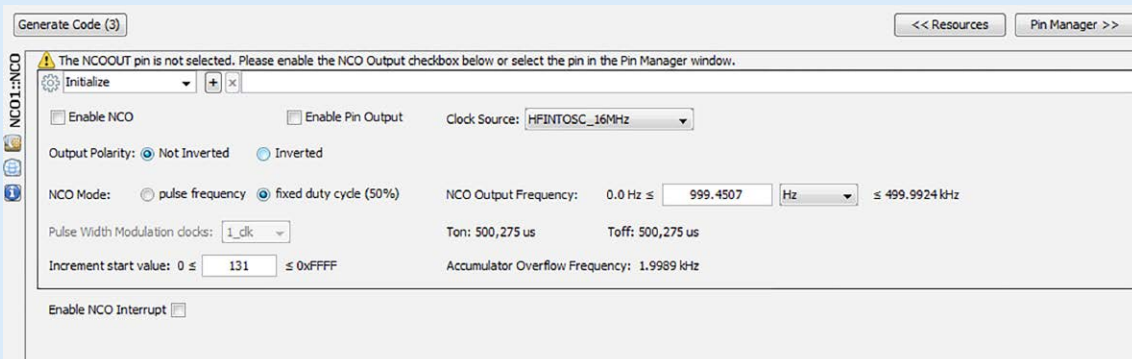 Generate Code (3)
<< Resources
Pin Manager >>
NCO1::NCO
The NCOOUT pin is not selected. Please enable the NCO Output checkbox below or select the pin in the Pin Manager window.
Initialize
+
x
Enable NCO
Enable Pin Output
Clock Source: HFINTOSC_16MHz
Output Polarity: Not Inverted Inverted
NCO Mode: pulse frequency fixed duty cycle (50%)
NCO Output Frequency: 0.0 Hz ≤ 999.4507 Hz ≤ 499.9924 kHz
Pulse Width Modulation clocks: 1_clk
Ton: 500,275 us Toff: 500,275 us
Increment start value: 0 ≤ 131 ≤ 0xFFFF
Accumulator Overflow Frequency: 1.9989 kHz
Enable NCO Interrupt